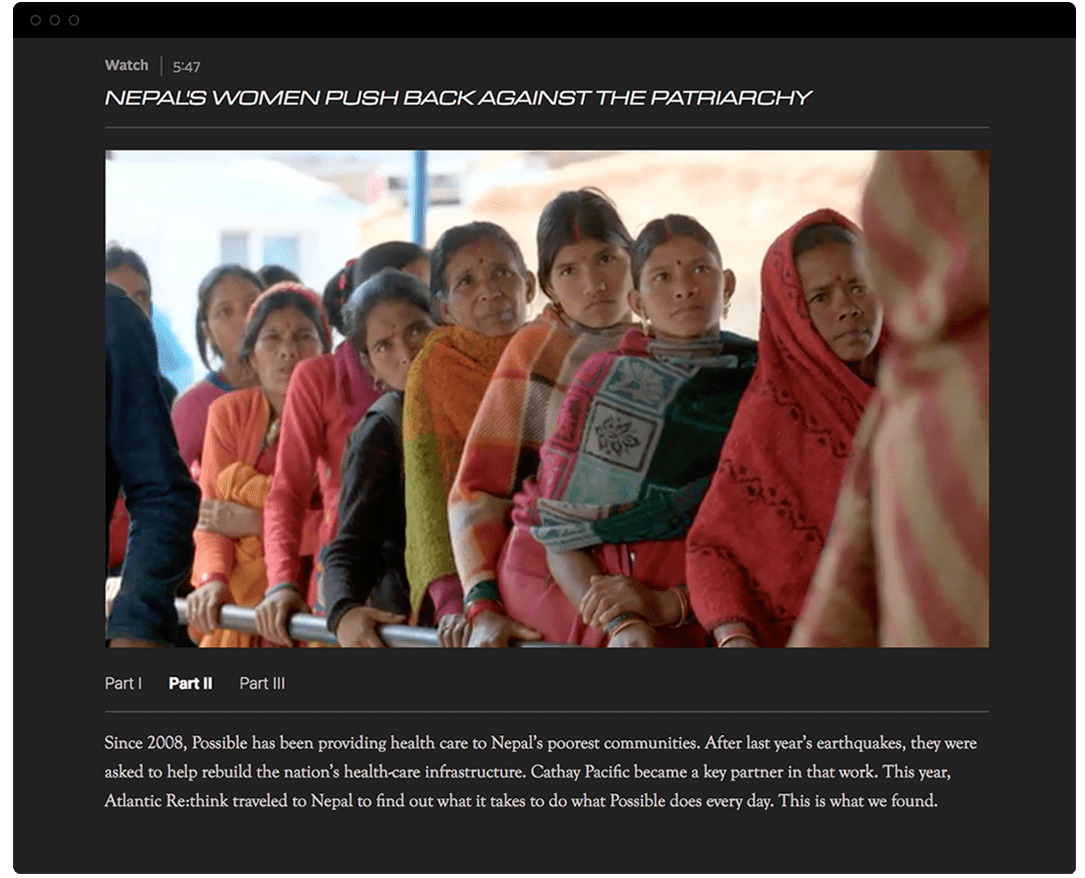 Watch | 5:47
NEPAL'S WOMEN PUSH BACK AGAINST THE PATRIARCHY
Part I Part II Part III
Since 2008, Possible has been providing health care to Nepal’s poorest communities. After last year’s earthquakes, they were
asked to help rebuild the nation’s health-care infrastructure. Cathay Pacific became a key partner in that work. This year,
Atlantic Re:think traveled to Nepal to find out what it takes to do what Possible does every day. This is what we found.